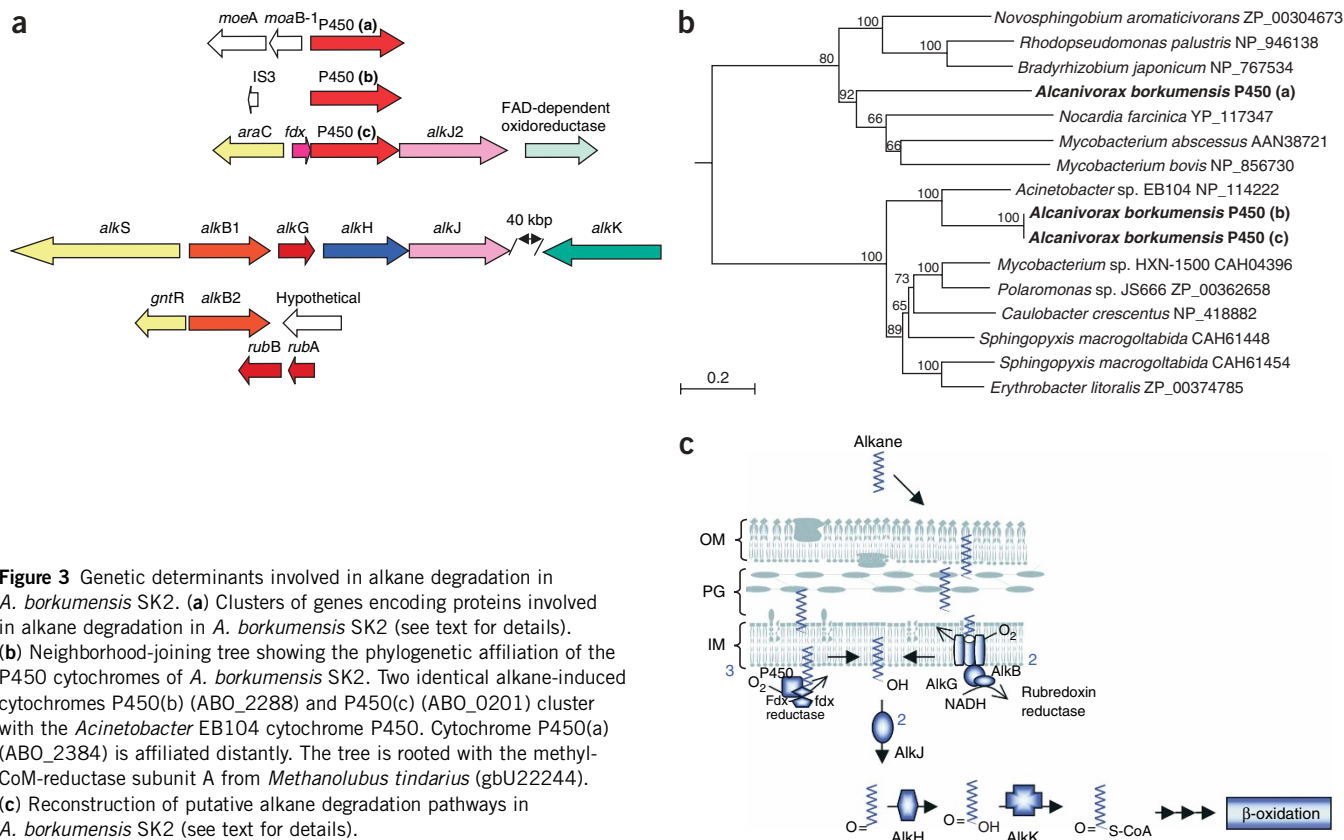 a
moeA moaB-1 P450 (a)
IS3 P450 (b)
FAD-dependent
oxidoreductase
araC fdx P450 (c) alkJ2
40 kbp
alkS alkB1 alkG alkH alkJ alkK
gntR alkB2 Hypothetical
rubB rubA
b
Novosphingobium aromaticivorans ZP_00304673
Rhodopseudomonas palustris NP_946138
Bradyrhizobium japonicum NP_767534
Alcanivorax borkumensis P450 (a)
Nocardia farcinica YP_117347
Mycobacterium abscessus AAN38721
Mycobacterium bovis NP_856730
Acinetobacter sp. EB104 NP_114222
Alcanivorax borkumensis P450 (b)
Alcanivorax borkumensis P450 (c)
Mycobacterium sp. HXN-1500 CAH04396
Polaromonas sp. JS666 ZP_00362658
Caulobacter crescentus NP_418882
Sphingopyxis macrogoltabida CAH61448
Sphingopyxis macrogoltabida CAH61454
Erythrobacter litoralis ZP_00374785
100
100
80
92
66
66
100
100
100
100
73
65
89
100
0.2
c
Alkane
OM
PG
IM
3
P450
O2
Fdx fdx
reductase
OH
O2
2
AlkG AlkB
NADH
Rubredoxin
reductase
2
AlkJ
O= AlkH O= OH AlkK O= S-CoA
β-oxidation
Figure 3 Genetic determinants involved in alkane degradation in
A. borkumensis SK2. (a) Clusters of genes encoding proteins involved
in alkane degradation in A. borkumensis SK2 (see text for details).
(b) Neighborhood-joining tree showing the phylogenetic affiliation of the
P450 cytochromes of A. borkumensis SK2. Two identical alkane-induced
cytochromes P450(b) (ABO_2288) and P450(c) (ABO_0201) cluster
with the Acinetobacter EB104 cytochrome P450. Cytochrome P450(a)
(ABO_2384) is affiliated distantly. The tree is rooted with the methyl-
CoM-reductase subunit A from Methanolubus tindarius (gbU22244).
(c) Reconstruction of putative alkane degradation pathways in
A. borkumensis SK2 (see text for details).